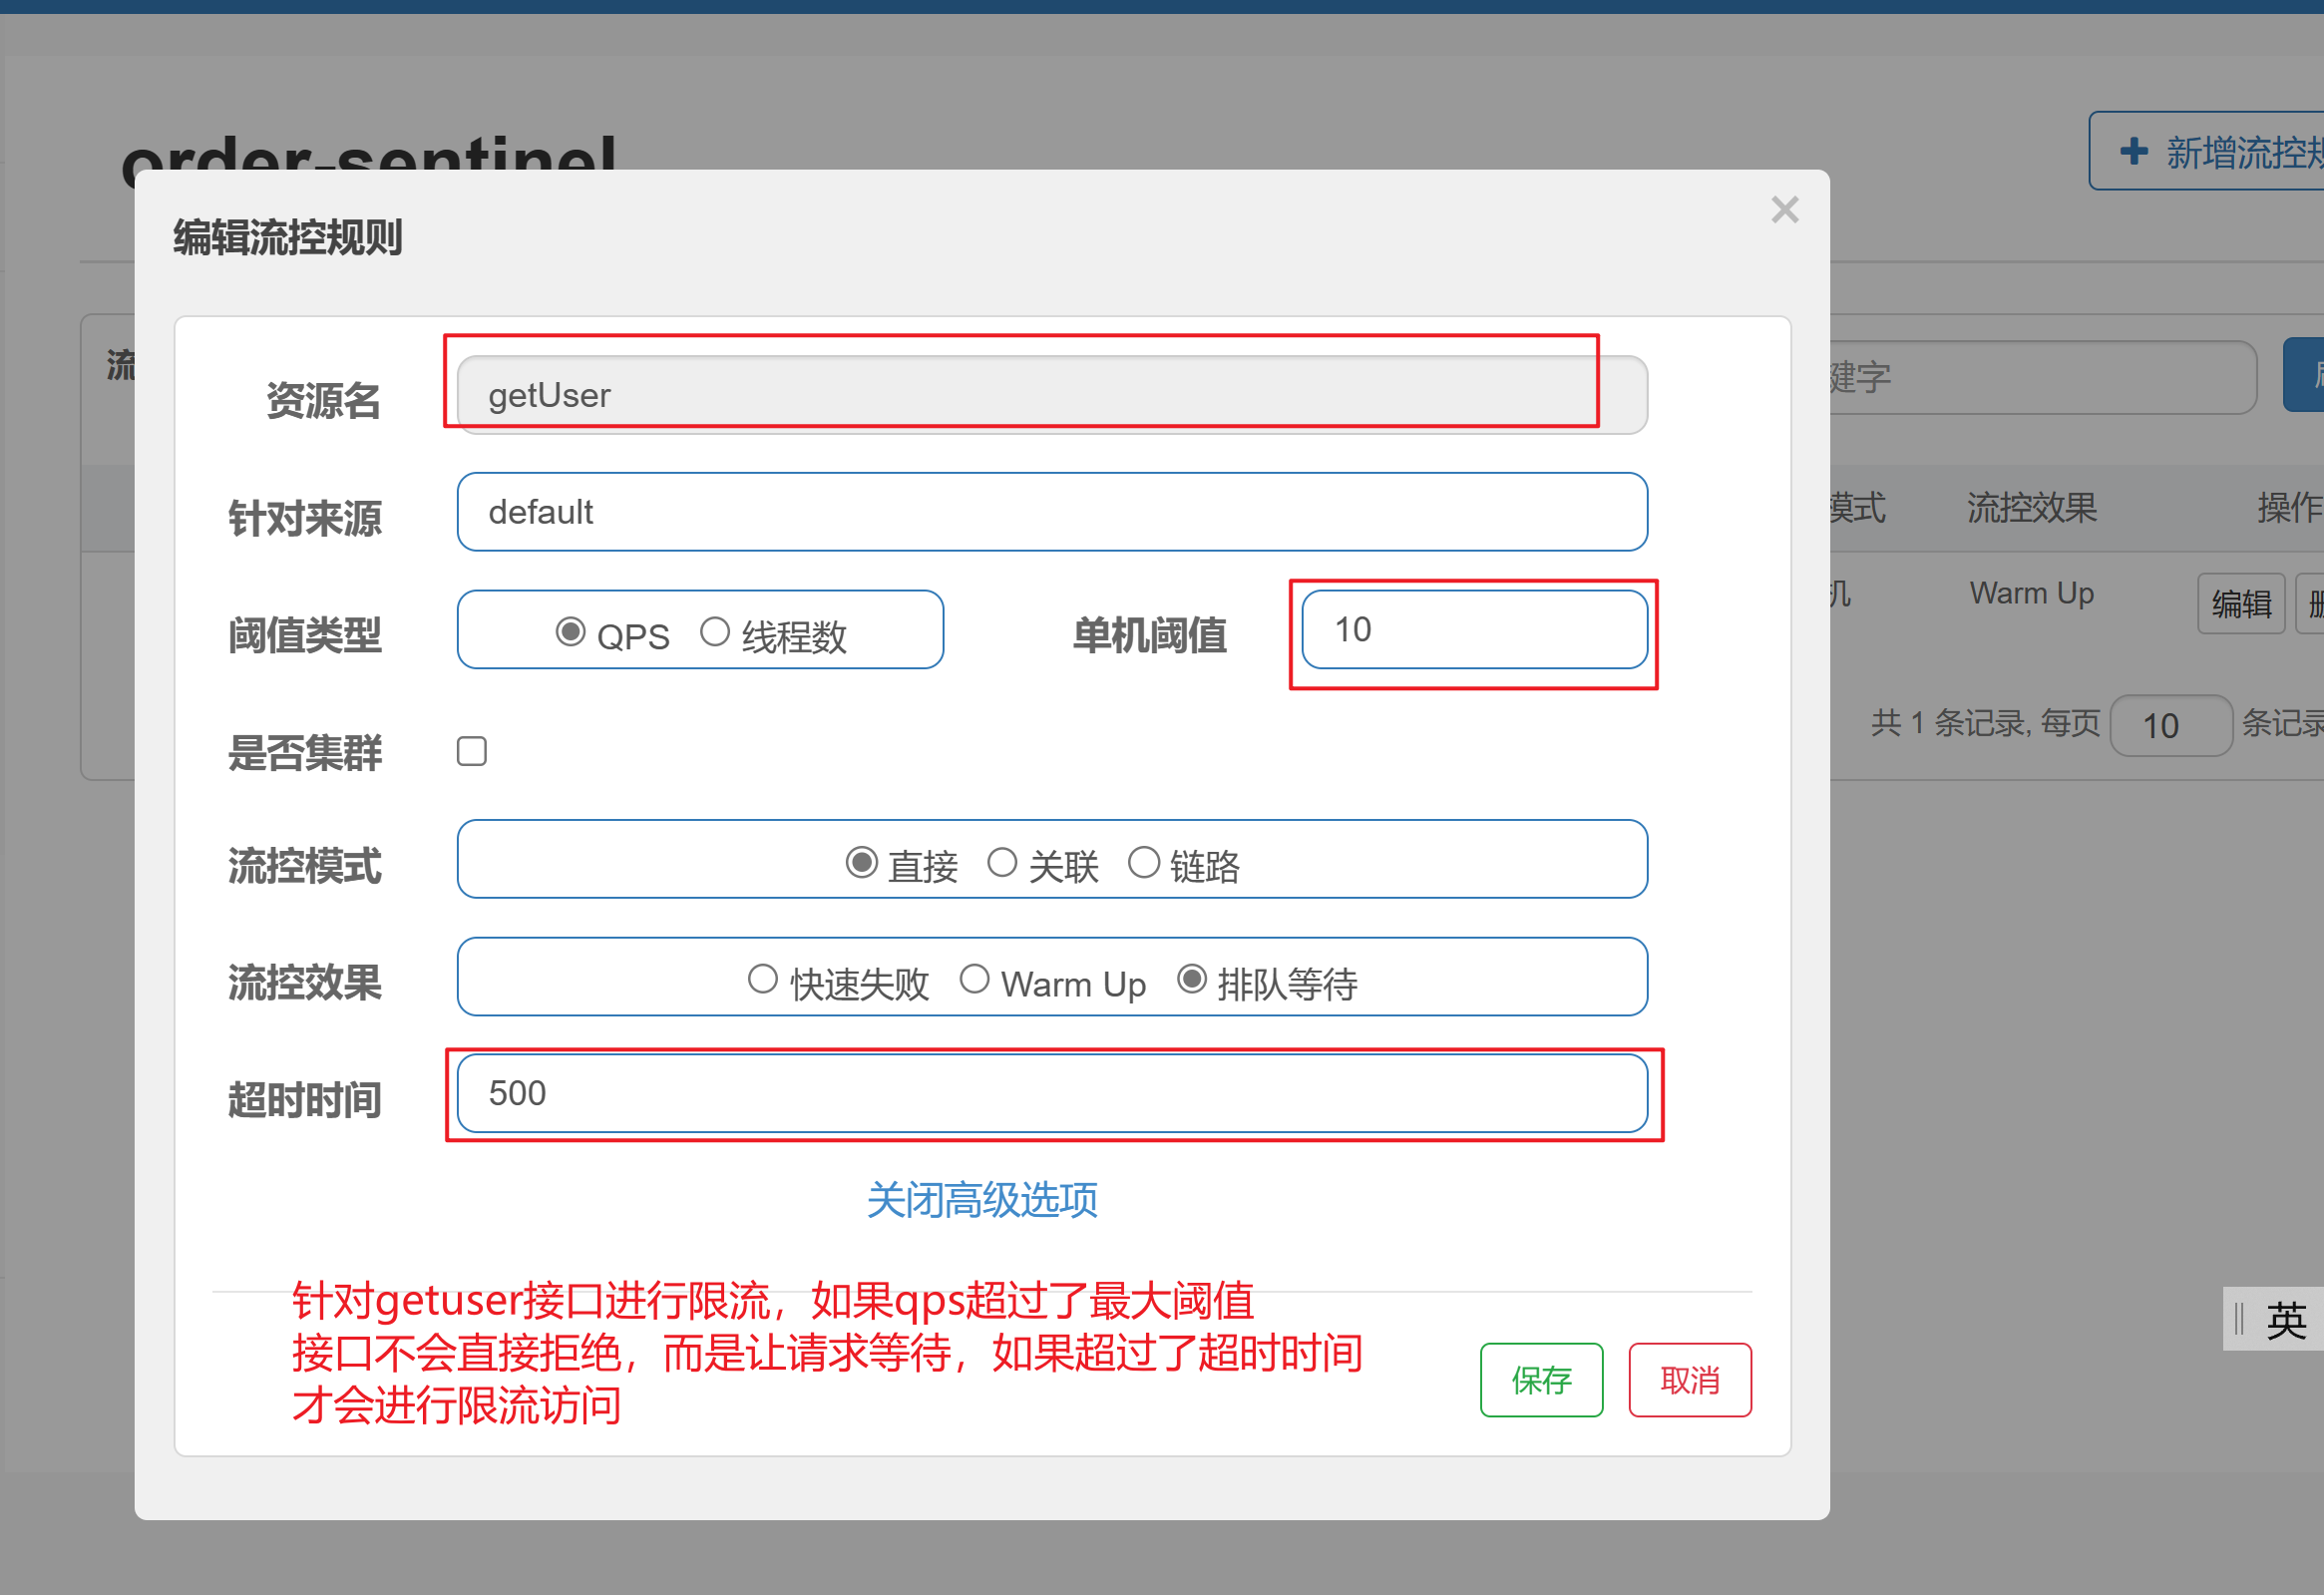 order-sentinel
新增流控规
编辑流控规则
×
流
键字
资源名 getUser
针对来源 default
模式 流控效果 操作
阈值类型 QPS 线程数 单机阈值 10
机 Warm Up 编辑 删
是否集群
共 1 条记录, 每页 10 条记录
流控模式 直接 关联 链路
流控效果 快速失败 Warm Up 排队等待
超时时间 500
关闭高级选项
针对getuser接口进行限流，如果qps超过了最大阈值
接口不会直接拒绝，而是让请求等待，如果超过了超时时间
才会进行限流访问
保存 取消
英